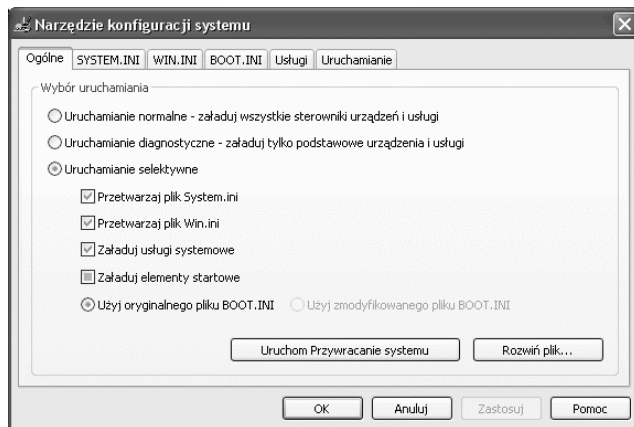 Narzędzie konfiguracji systemu
Ogólne SYSTEM.INI WIN.INI BOOT.INI Usługi Uruchamianie
Wybór uruchamiania
Uruchamianie normalne - załaduj wszystkie sterowniki urządzeń i usługi
Uruchamianie diagnostyczne - załaduj tylko podstawowe urządzenia i usługi
Uruchamianie selektywne
Przetwarzaj plik System.ini
Przetwarzaj plik Win.ini
Załaduj usługi systemowe
Załaduj elementy startowe
Użyj oryginalnego pliku BOOT.INI Użyj zmodyfikowanego pliku BOOT.INI
Uruchom Przywracanie systemu Rozwiń plik...
OK Anuluj Zastosuj Pomoc